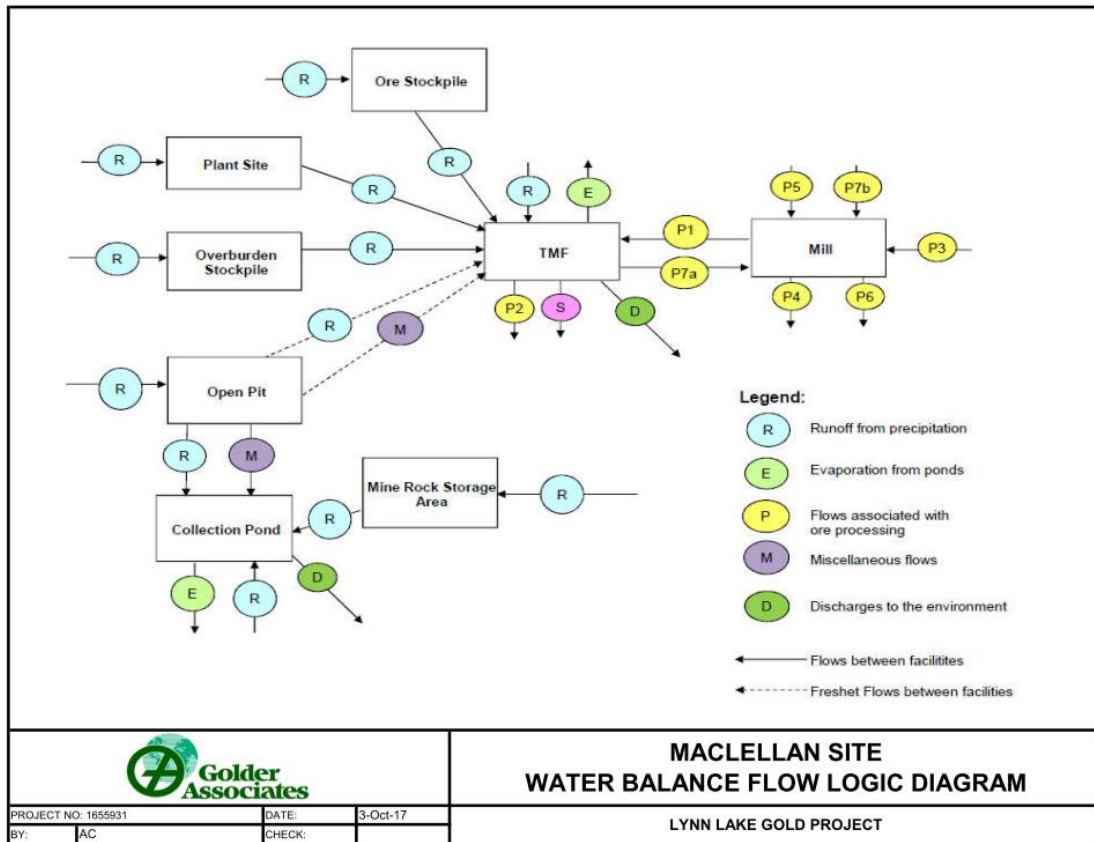 R
Ore Stockpile
R
Plant Site
R
R
R
E
P5
P7b
R
Overburden
Stockpile
R
TMF
P1
P7a
Mill
P3
P2
S
D
P4
P6
R
M
R
Open Pit
R
M
Mine Rock Storage
Area
R
R
Collection Pond
E
R
D
Legend:
R Runoff from precipitation
E Evaporation from ponds
P Flows associated with
ore processing
M Miscellaneous flows
D Discharges to the environment
Flows between facilitites
Freshet Flows between facilities
Golder
Associates
MACLELLAN SITE
WATER BALANCE FLOW LOGIC DIAGRAM
PROJECT NO: 1655931 DATE: 3-Oct-17
BY: AC CHECK:
LYNN LAKE GOLD PROJECT